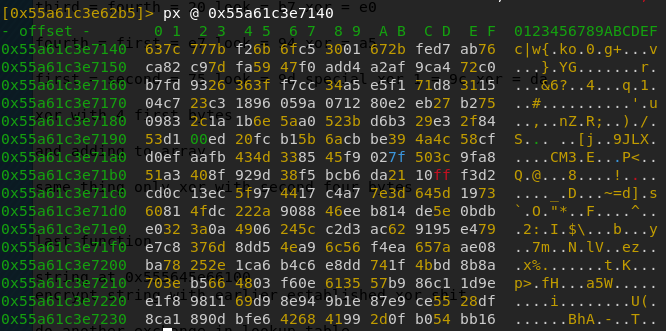 [0x55a61c3e62b5]> px @ 0x55a61c3e7140
- offset -   0 1  2 3  4 5  6 7  8 9  A B  C D  E F  0123456789ABCDEF
0x55a61c3e7140  637c 777b f26b 6fc5 3001 672b fed7 ab76  c|w{.ko.0.g+...v
0x55a61c3e7150  ca82 c97d fa59 47f0 add4 a2af 9ca4 72c0  ...}.YG.......r.
0x55a61c3e7160  b7fd 9326 363f f7cc 34a5 e5f1 71d8 3115  ...&6?..4...q.1.
0x55a61c3e7170  04c7 23c3 1896 059a 0712 80e2 eb27 b275  ..#..........'.u
0x55a61c3e7180  0983 2c1a 1b6e 5aa0 523b d6b3 29e3 2f84  ..,..nZ.R;..)./.
0x55a61c3e7190  53d1 00ed 20fc b15b 6acb be39 4a4c 58cf  S... ..[j..9JLX.
0x55a61c3e71a0  d0ef aafb 434d 3385 45f9 027f 503c 9fa8  ....CM3.E...P<..
0x55a61c3e71b0  51a3 408f 929d 38f5 bcb6 da21 10ff f3d2  Q.@...8....!....
0x55a61c3e71c0  cd0c 13ec 5f97 4417 c4a7 7e3d 645d 1973  ...._.D...~=d].s
0x55a61c3e71d0  6081 4fdc 222a 9088 46ee b814 de5e 0bdb  `.O."*..F....^..
0x55a61c3e71e0  e032 3a0a 4906 245c c2d3 ac62 9195 e479  .2:.I.$\...b...y
0x55a61c3e71f0  e7c8 376d 8dd5 4ea9 6c56 f4ea 657a ae08  ..7m..N.lV..ez..
0x55a61c3e7200  ba78 252e 1ca6 b4c6 e8dd 741f 4bbd 8b8a  .x%.......t.K...
0x55a61c3e7210  703e b566 4803 f60e 6135 57b9 86c1 1d9e  p>.fH...a5W.....
0x55a61c3e7220  e1f8 9811 69d9 8e94 9b1e 87e9 ce55 28df  ....i........U(.
0x55a61c3e7230  8ca1 890d bfe6 4268 4199 2d0f b054 bb16  ......BhA.-..T..